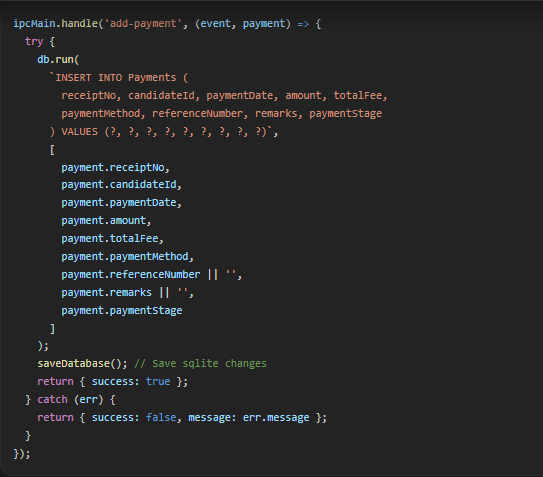 ipcMain.handle('add-payment', (event, payment) => {
  try {
    db.run(
      `INSERT INTO Payments (
        receiptNo, candidateId, paymentDate, amount, totalFee,
        paymentMethod, referenceNumber, remarks, paymentStage
      ) VALUES (?, ?, ?, ?, ?, ?, ?, ?, ?)`,
      [
        payment.receiptNo,
        payment.candidateId,
        payment.paymentDate,
        payment.amount,
        payment.totalFee,
        payment.paymentMethod,
        payment.referenceNumber || '',
        payment.remarks || '',
        payment.paymentStage
      ]
    );
    saveDatabase(); // Save sqlite changes
    return { success: true };
  } catch (err) {
    return { success: false, message: err.message };
  }
});